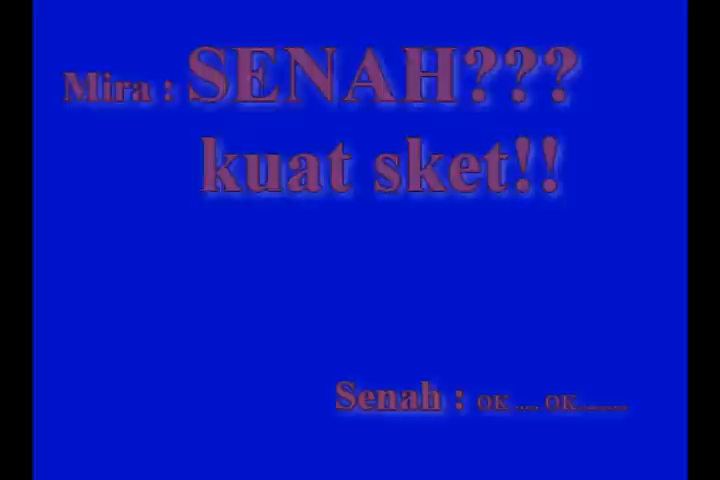 Mira : SENAH???
kuat sket!!
Senah : OK ..... OK..........